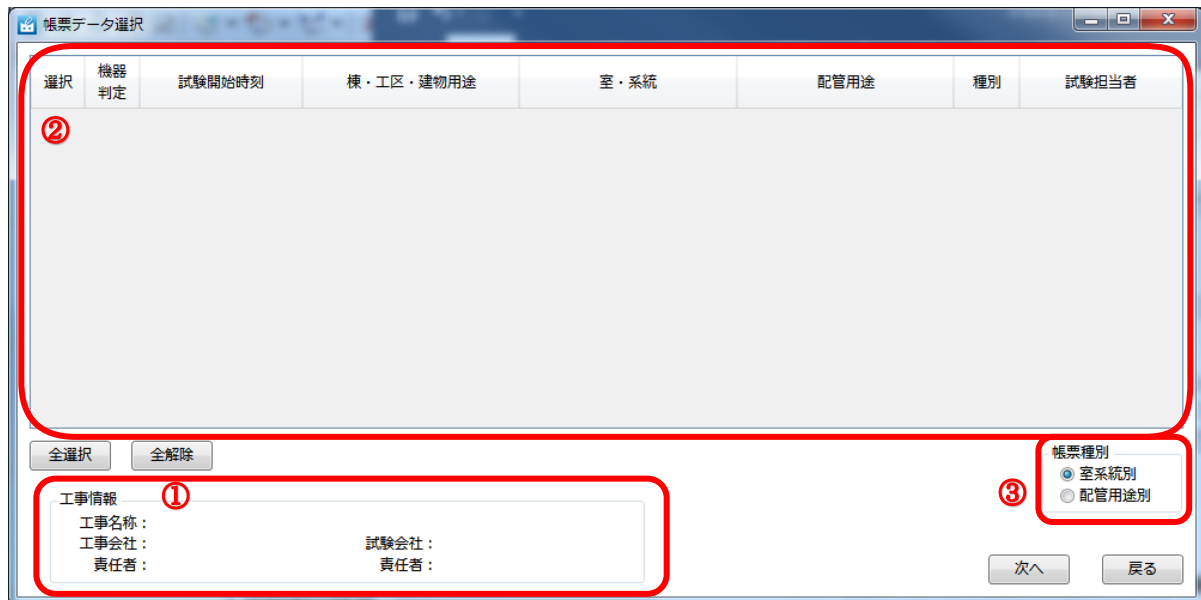 帳票データ選択
選択 機器判定 試験開始時刻 棟・工区・建物用途 室・系統 配管用途 種別 試験担当者
②
全選択 全解除
帳票種別
室系統別
配管用途別
③
工事情報 ①
工事名称：
工事会社： 試験会社：
責任者： 責任者：
次へ 戻る